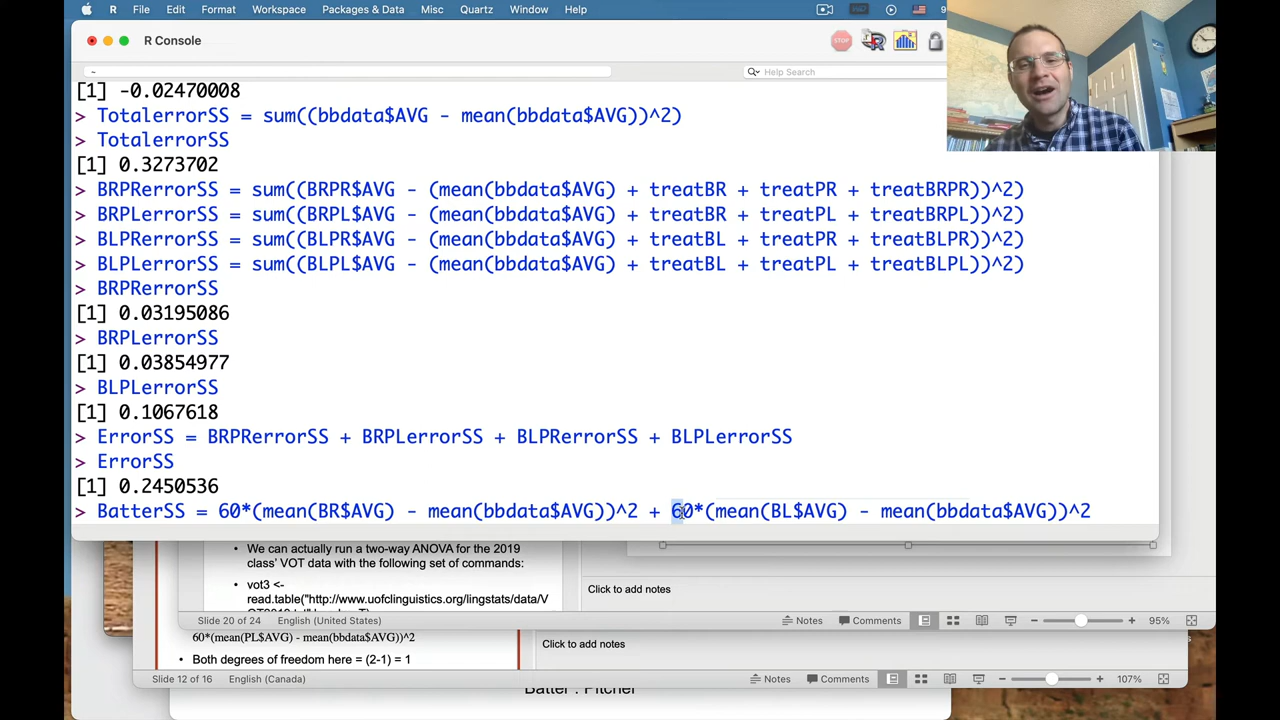 R File Edit Format Workspace Packages & Data Misc Quartz Window Help 9
R Console
STOP
~
Help Search
[1] -0.02470008
> TotalerrorSS = sum((bbdata$AVG - mean(bbdata$AVG))^2)
> TotalerrorSS
[1] 0.3273702
> BRPRerrorSS = sum((BRPR$AVG - (mean(bbdata$AVG) + treatBR + treatPR + treatBRPR))^2)
> BRPLerrorSS = sum((BRPL$AVG - (mean(bbdata$AVG) + treatBR + treatPL + treatBRPL))^2)
> BLPRerrorSS = sum((BLPR$AVG - (mean(bbdata$AVG) + treatBL + treatPR + treatBLPR))^2)
> BLPLerrorSS = sum((BLPL$AVG - (mean(bbdata$AVG) + treatBL + treatPL + treatBLPL))^2)
> BRPRerrorSS
[1] 0.03195086
> BRPLerrorSS
[1] 0.03854977
> BLPLerrorSS
[1] 0.1067618
> ErrorSS = BRPRerrorSS + BRPLerrorSS + BLPRerrorSS + BLPLerrorSS
> ErrorSS
[1] 0.2450536
> BatterSS = 60*(mean(BR$AVG) - mean(bbdata$AVG))^2 + 60*(mean(BL$AVG) - mean(bbdata$AVG))^2
• We can actually run a two-way ANOVA for the 2019
class' VOT data with the following set of commands:
• vot3 <-
read.table("http://www.uofclinguistics.org/lingstats/data/V
Click to add notes
Slide 20 of 24 English (United States) Notes Comments 95%
60*(mean(PL$AVG) - mean(bbdata$AVG))^2
• Both degrees of freedom here = (2-1) = 1
Click to add notes
Slide 12 of 16 English (Canada) Notes Comments 107%
Batter : Pitcher